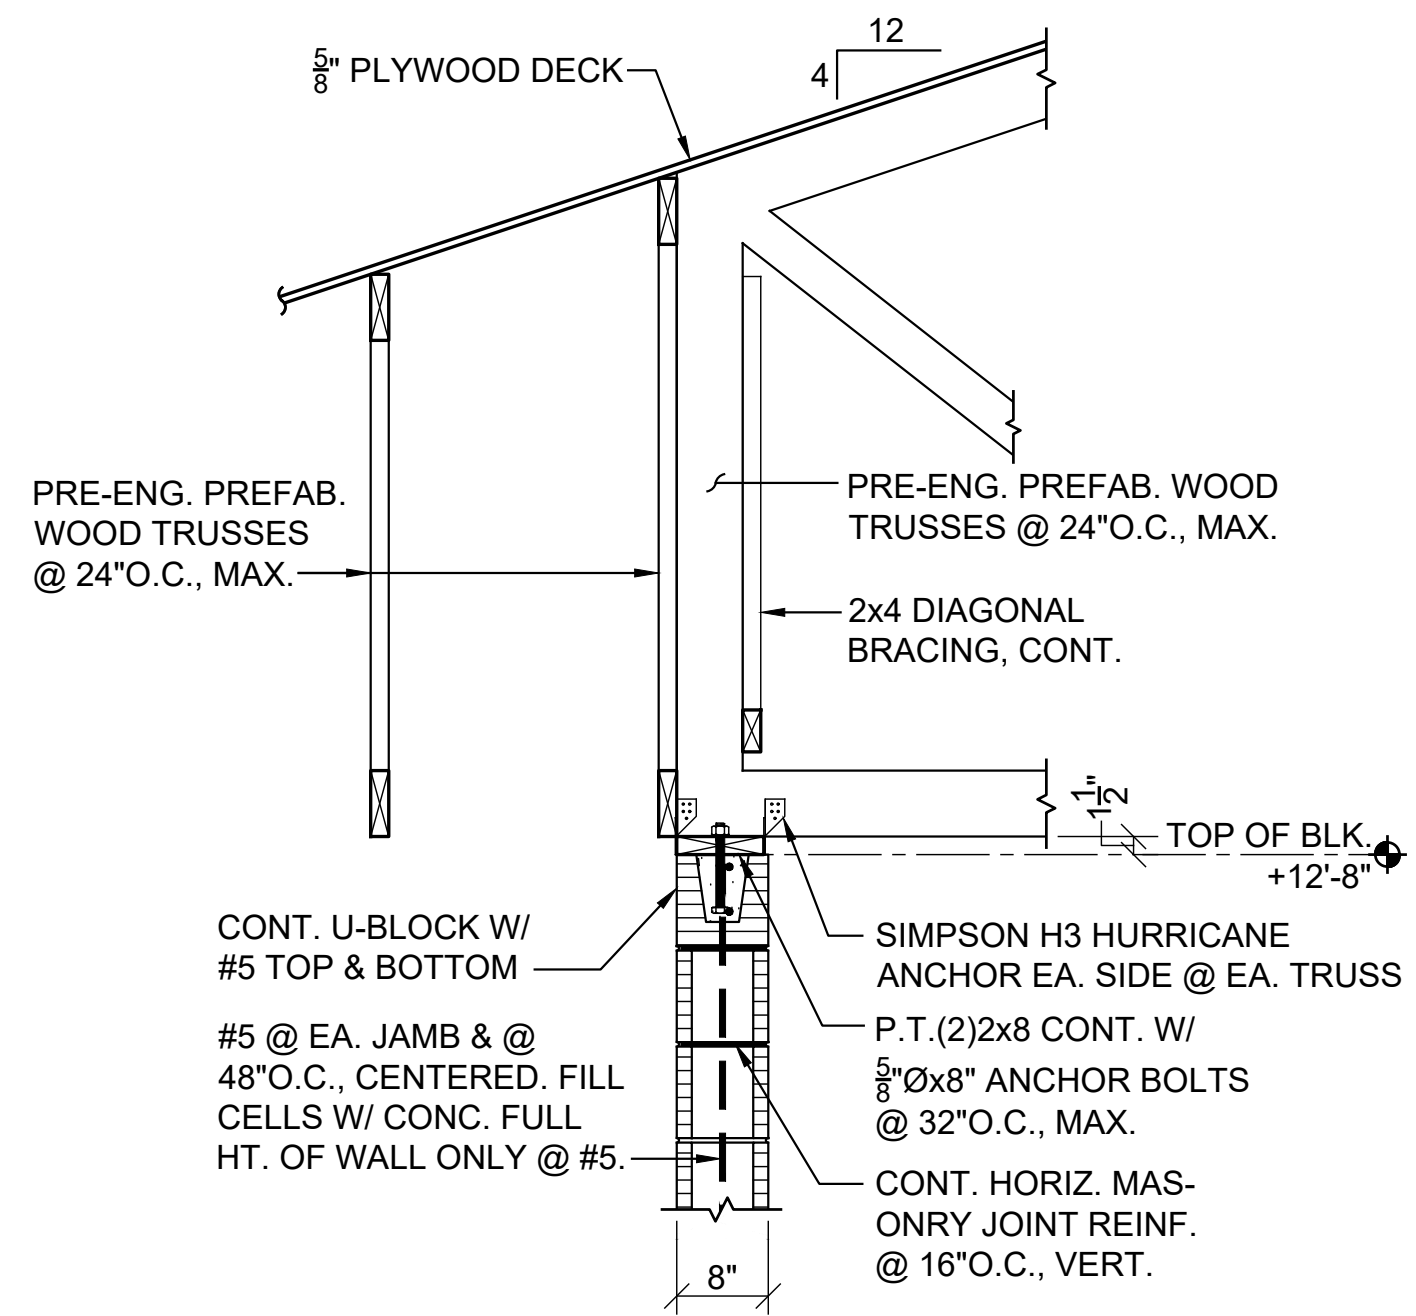 12
4
5/8" PLYWOOD DECK
PRE-ENG. PREFAB.
WOOD TRUSSES
@ 24"O.C., MAX.
PRE-ENG. PREFAB. WOOD
TRUSSES @ 24"O.C., MAX.
2x4 DIAGONAL
BRACING, CONT.
1 1/2"
TOP OF BLK.
+12'-8"
CONT. U-BLOCK W/
#5 TOP & BOTTOM
#5 @ EA. JAMB & @
48"O.C., CENTERED. FILL
CELLS W/ CONC. FULL
HT. OF WALL ONLY @ #5.
SIMPSON H3 HURRICANE
ANCHOR EA. SIDE @ EA. TRUSS
P.T.(2)2x8 CONT. W/
5/8"Øx8" ANCHOR BOLTS
@ 32"O.C., MAX.
CONT. HORIZ. MAS-
ONRY JOINT REINF.
@ 16"O.C., VERT.
8"